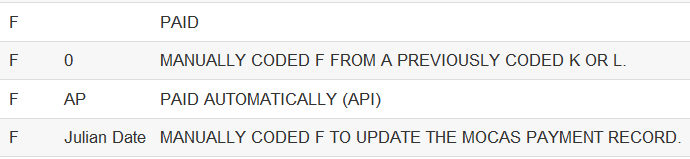 F PAID
F 0 MANUALLY CODED F FROM A PREVIOUSLY CODED K OR L.
F AP PAID AUTOMATICALLY (API)
F Julian Date MANUALLY CODED F TO UPDATE THE MOCAS PAYMENT RECORD.